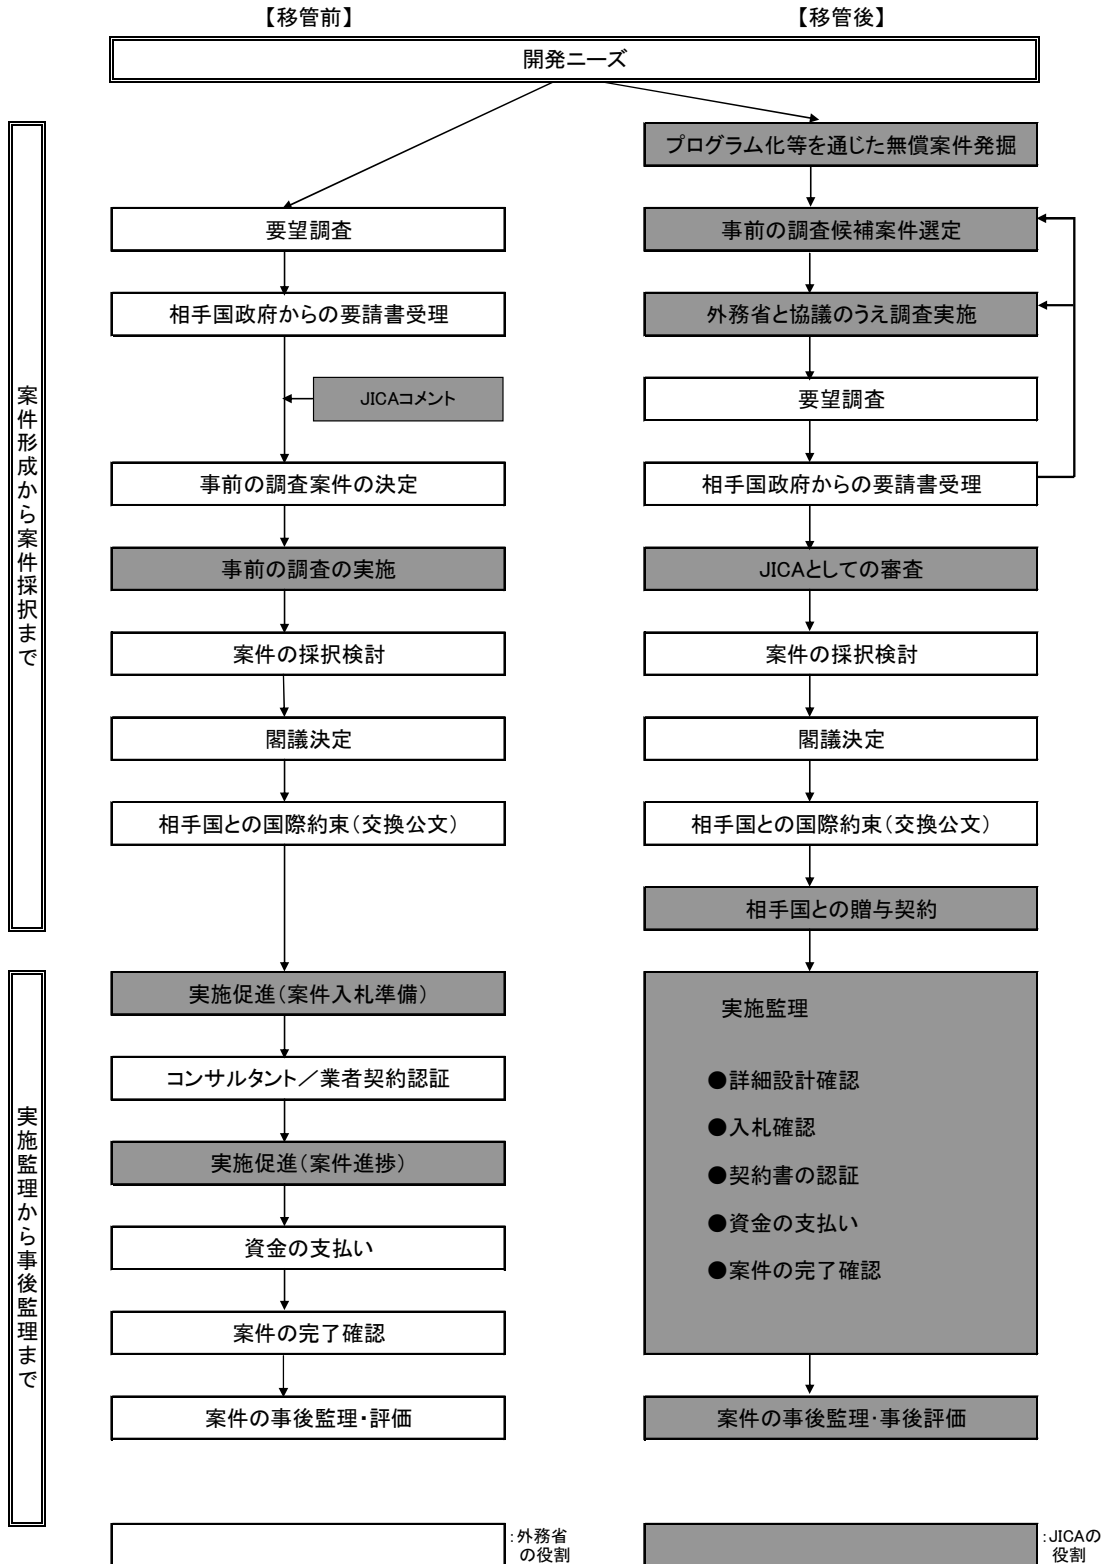 【移管前】
【移管後】
開発ニーズ
案件形成から案件採択まで
要望調査
相手国政府からの要請書受理
JICAコメント
事前の調査案件の決定
事前の調査の実施
案件の採択検討
閣議決定
相手国との国際約束（交換公文）
プログラム化等を通じた無償案件発掘
事前の調査候補案件選定
外務省と協議のうえ調査実施
要望調査
相手国政府からの要請書受理
JICAとしての審査
案件の採択検討
閣議決定
相手国との国際約束（交換公文）
相手国との贈与契約
実施監理から事後監理まで
実施促進（案件入札準備）
コンサルタント／業者契約認証
実施促進（案件進捗）
資金の支払い
案件の完了確認
案件の事後監理・評価
実施監理
●詳細設計確認
●入札確認
●契約書の認証
●資金の支払い
●案件の完了確認
案件の事後監理・事後評価
：外務省
の役割
：JICAの
役割